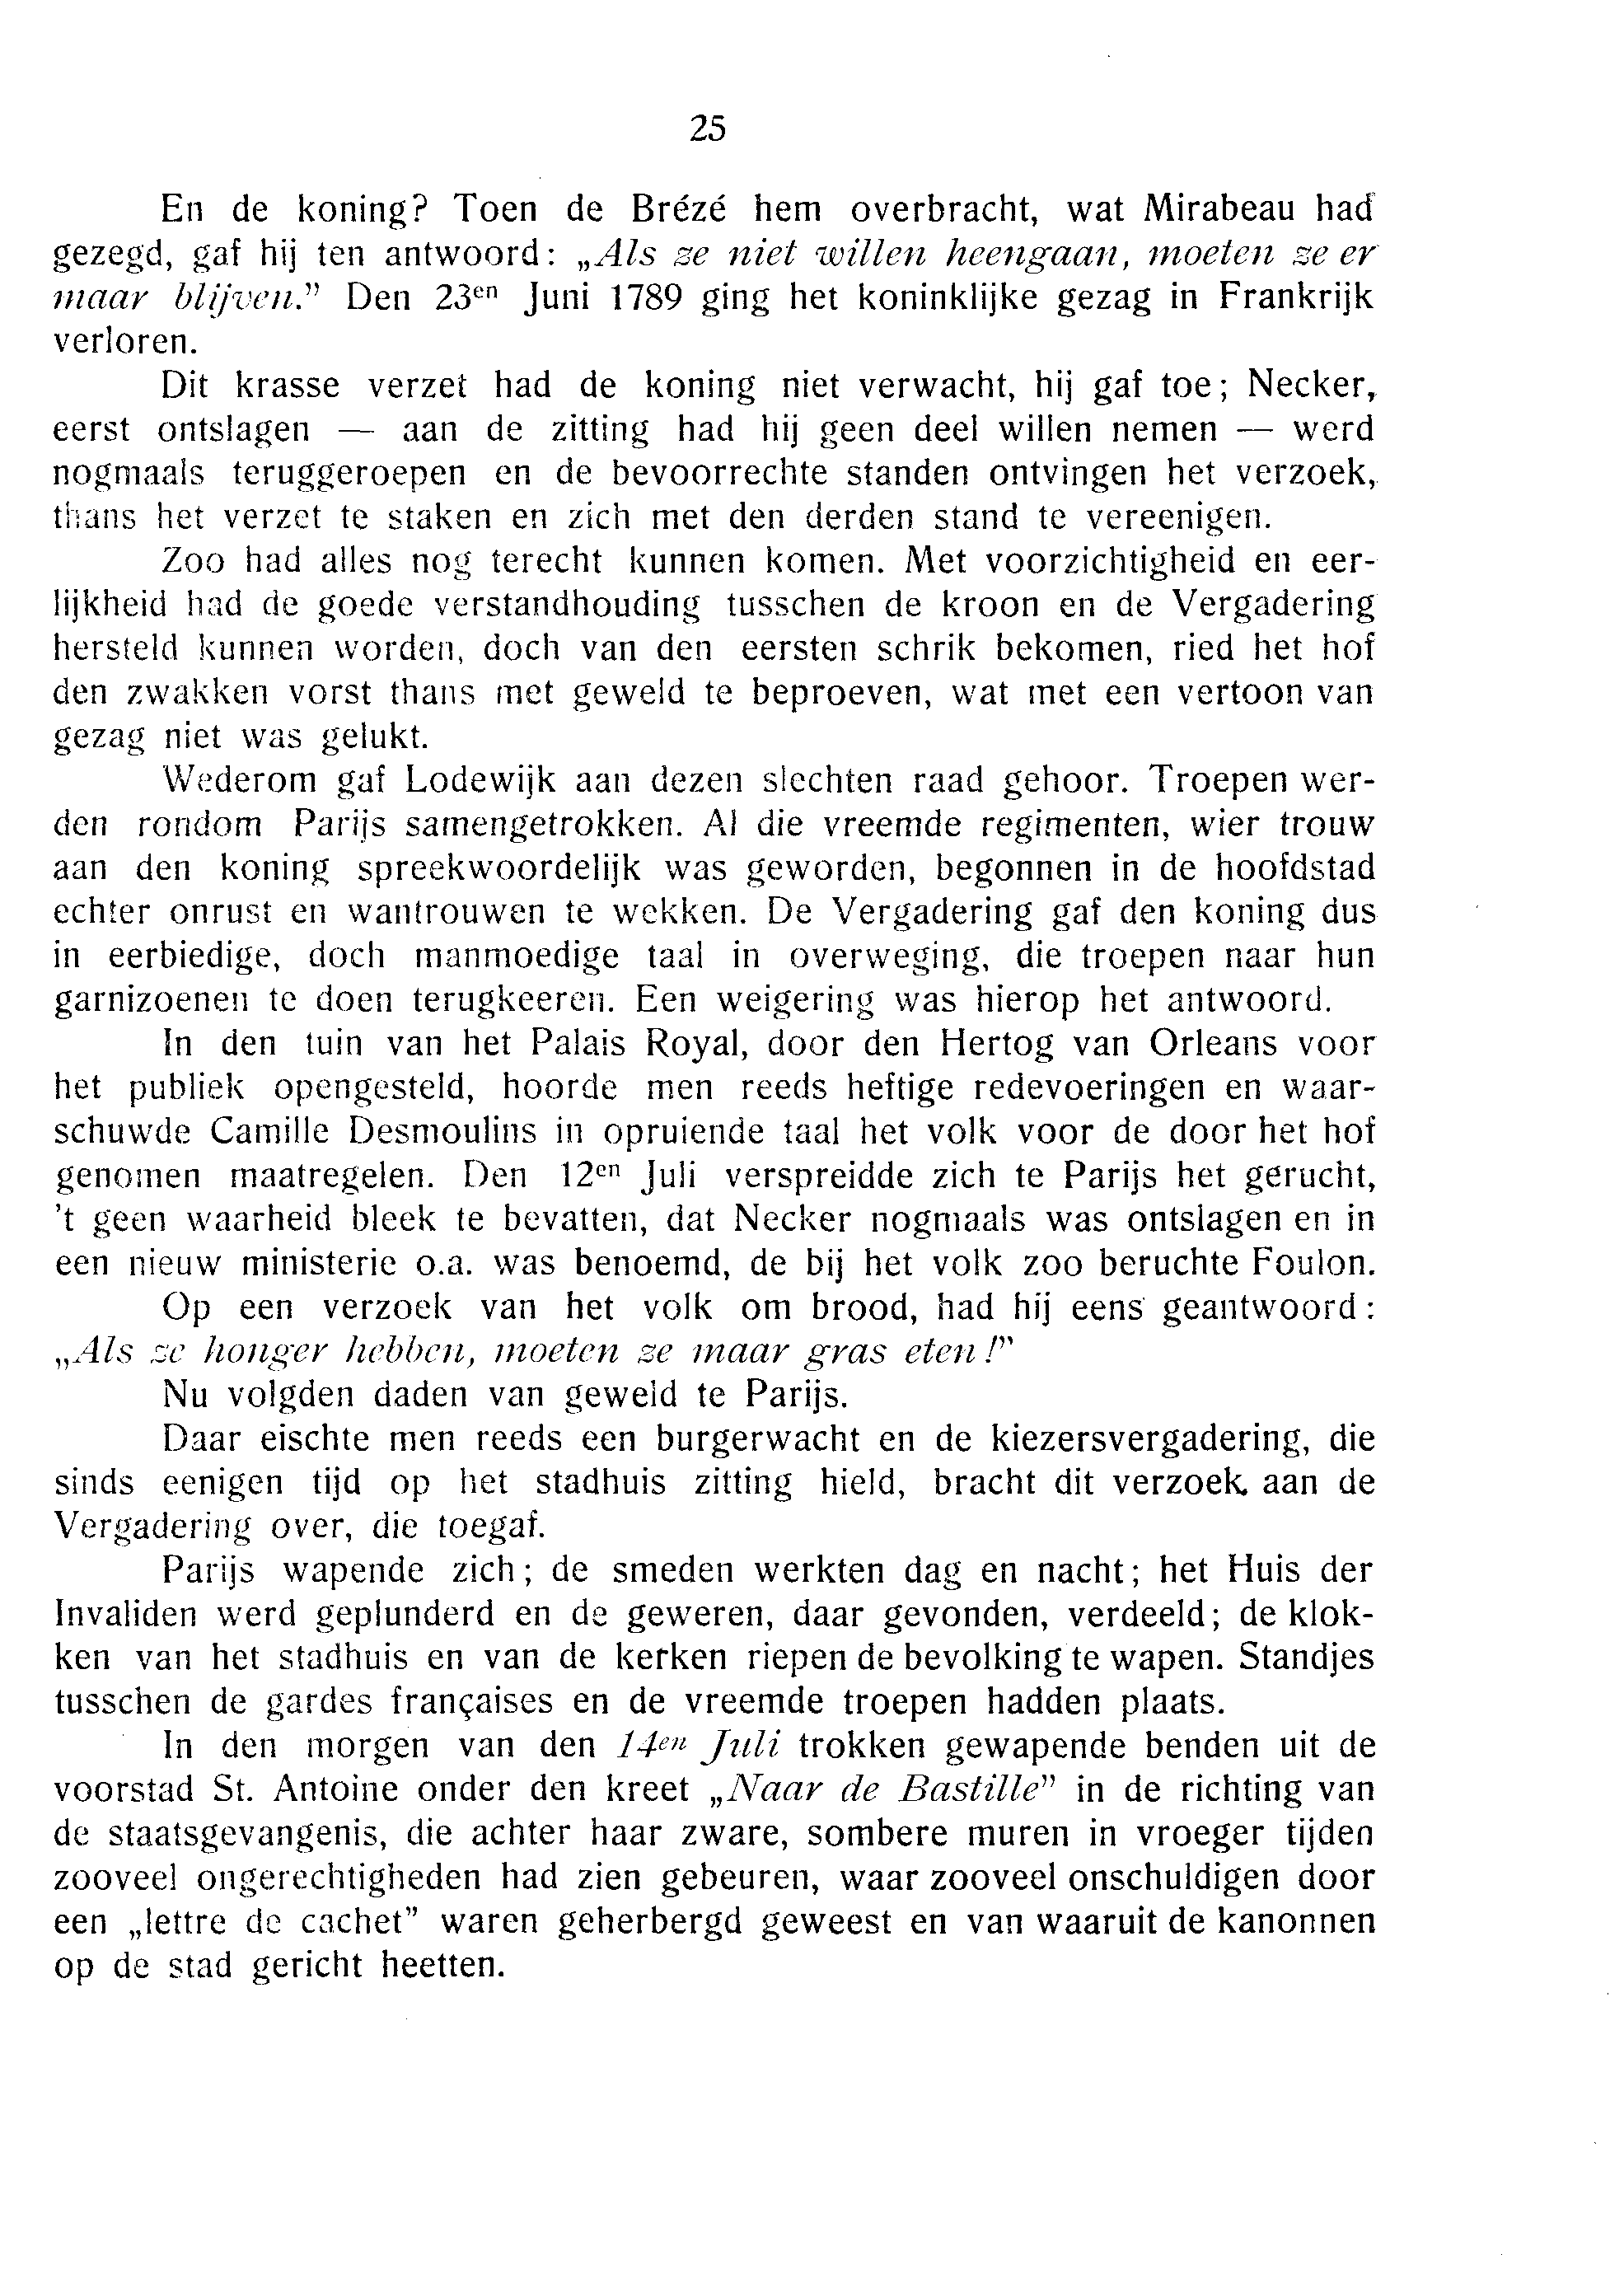 25
En de koning? Toen de Brézé hem overbracht, wat Mirabeau had
gezegd, gaf hij ten antwoord: „Als ze niet willen heengaan, moeten ze er
maar blijven.” Den 23en Juni 1789 ging het koninklijke gezag in Frankrijk
verloren.
Dit krasse verzet had de koning niet verwacht, hij gaf toe; Necker,
eerst ontslagen — aan de zitting had hij geen deel willen nemen — werd
nogmaals teruggeroepen en de bevoorrechte standen ontvingen het verzoek,
thans het verzet te staken en zich met den derden stand te vereenigen.
Zoo had alles nog terecht kunnen komen. Met voorzichtigheid en eer-
lijkheid had de goede verstandhouding tusschen de kroon en de Vergadering
hersteld kunnen worden, doch van den eersten schrik bekomen, ried het hof
den zwakken vorst thans met geweld te beproeven, wat met een vertoon van
gezag niet was gelukt.
Wederom gaf Lodewijk aan dezen slechten raad gehoor. Troepen wer-
den rondom Parijs samengetrokken. Al die vreemde regimenten, wier trouw
aan den koning spreekwoordelijk was geworden, begonnen in de hoofdstad
echter onrust en wantrouwen te wekken. De Vergadering gaf den koning dus
in eerbiedige, doch manmoedige taal in overweging, die troepen naar hun
garnizoenen te doen terugkeeren. Een weigering was hierop het antwoord.
In den tuin van het Palais Royal, door den Hertog van Orleans voor
het publiek opengesteld, hoorde men reeds heftige redevoeringen en waar-
schuwde Camille Desmoulins in opruiende taal het volk voor de door het hof
genomen maatregelen. Den 12en Juli verspreidde zich te Parijs het gerucht,
’t geen waarheid bleek te bevatten, dat Necker nogmaals was ontslagen en in
een nieuw ministerie o.a. was benoemd, de bij het volk zoo beruchte Foulon.
Op een verzoek van het volk om brood, had hij eens geantwoord:
„Als ze honger hebben, moeten ze maar gras eten!”
Nu volgden daden van geweld te Parijs.
Daar eischte men reeds een burgerwacht en de kiezersvergadering, die
sinds eenigen tijd op het stadhuis zitting hield, bracht dit verzoek aan de
Vergadering over, die toegaf.
Parijs wapende zich; de smeden werkten dag en nacht; het Huis der
Invaliden werd geplunderd en de geweren, daar gevonden, verdeeld; de klok-
ken van het stadhuis en van de kerken riepen de bevolking te wapen. Standjes
tusschen de gardes françaises en de vreemde troepen hadden plaats.
In den morgen van den 14en Juli trokken gewapende benden uit de
voorstad St. Antoine onder den kreet „Naar de Bastille” in de richting van
de staatsgevangenis, die achter haar zware, sombere muren in vroeger tijden
zooveel ongerechtigheden had zien gebeuren, waar zooveel onschuldigen door
een „lettre de cachet” waren geherbergd geweest en van waaruit de kanonnen
op de stad gericht heetten.